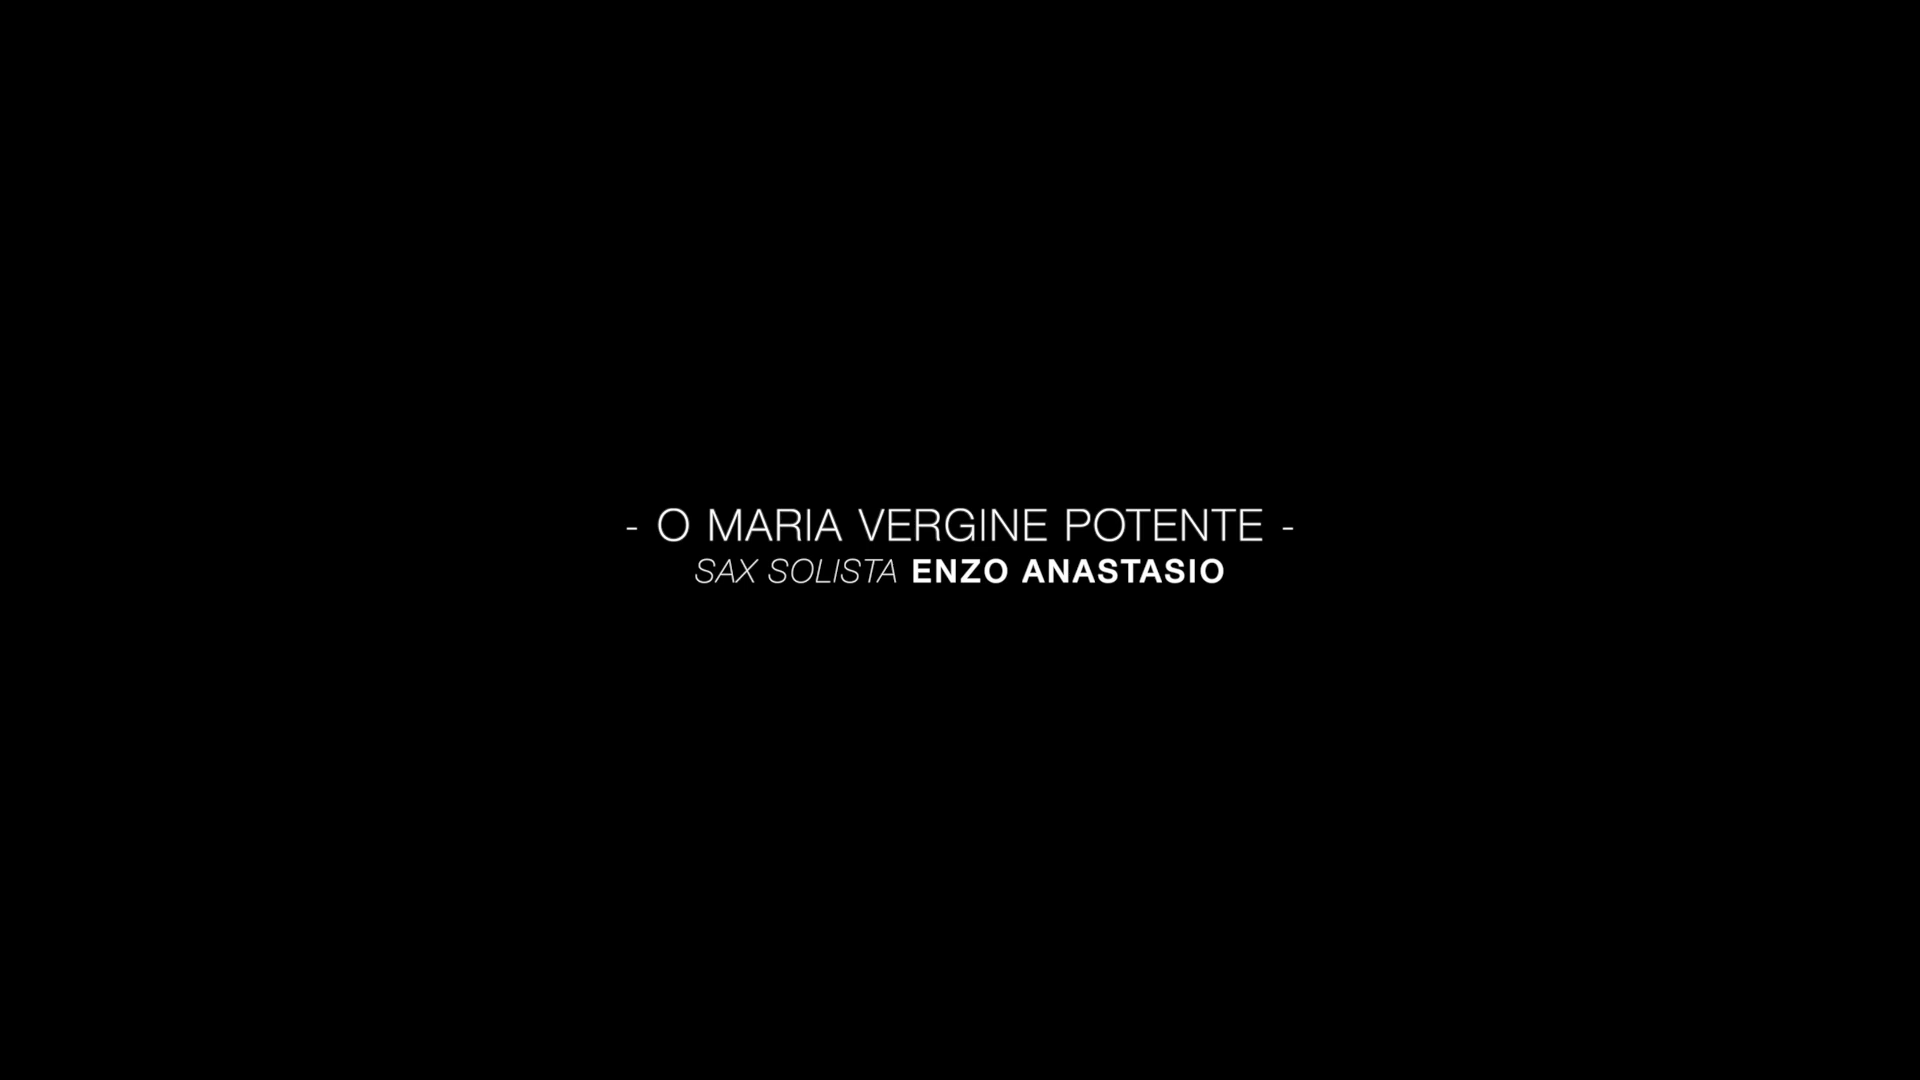 - O MARIA VERGINE POTENTE -
SAX SOLISTA ENZO ANASTASIO